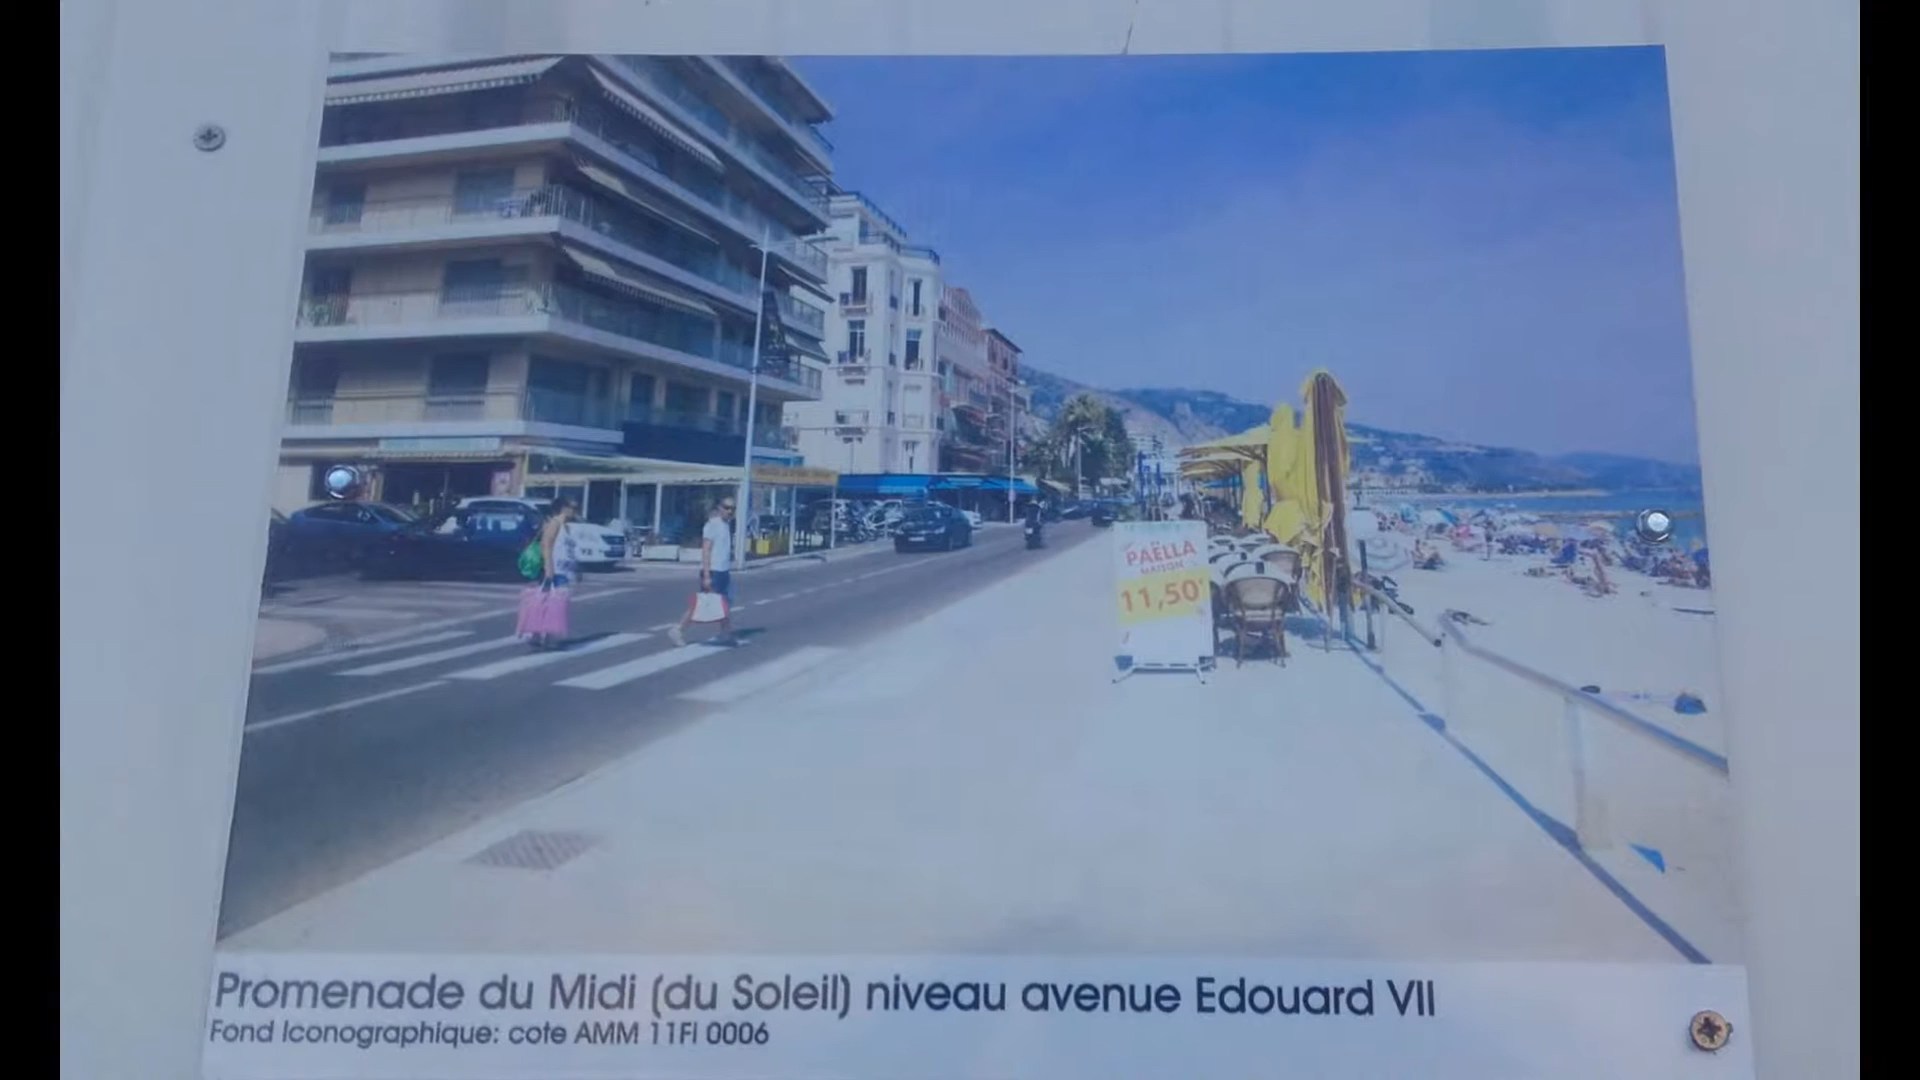 PAËLLA
MAISON
11,50
Promenade du Midi (du Soleil) niveau avenue Edouard VII
Fond Iconographique: cote AMM 11Fi 0006